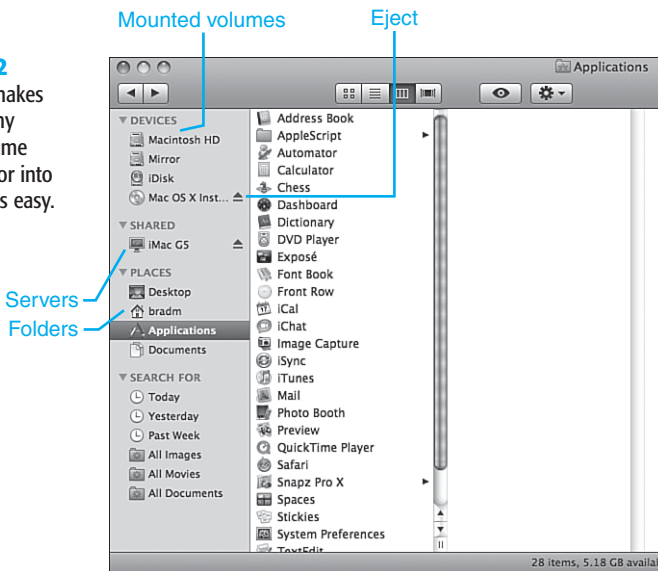 Mounted volumes
Eject
2
makes
ny
me
or into
s easy.
Servers
Folders
Applications
DEVICES
Macintosh HD
Mirror
iDisk
Mac OS X Inst...
SHARED
iMac G5
PLACES
Desktop
bradm
Applications
Documents
SEARCH FOR
Today
Yesterday
Past Week
All Images
All Movies
All Documents
Address Book
AppleScript
Automator
Calculator
Chess
Dashboard
Dictionary
DVD Player
Exposé
Font Book
Front Row
iCal
iChat
Image Capture
iSync
iTunes
Mail
Photo Booth
Preview
QuickTime Player
Safari
Snapz Pro X
Spaces
Stickies
System Preferences
TextEdit
28 items, 5.18 GB availa